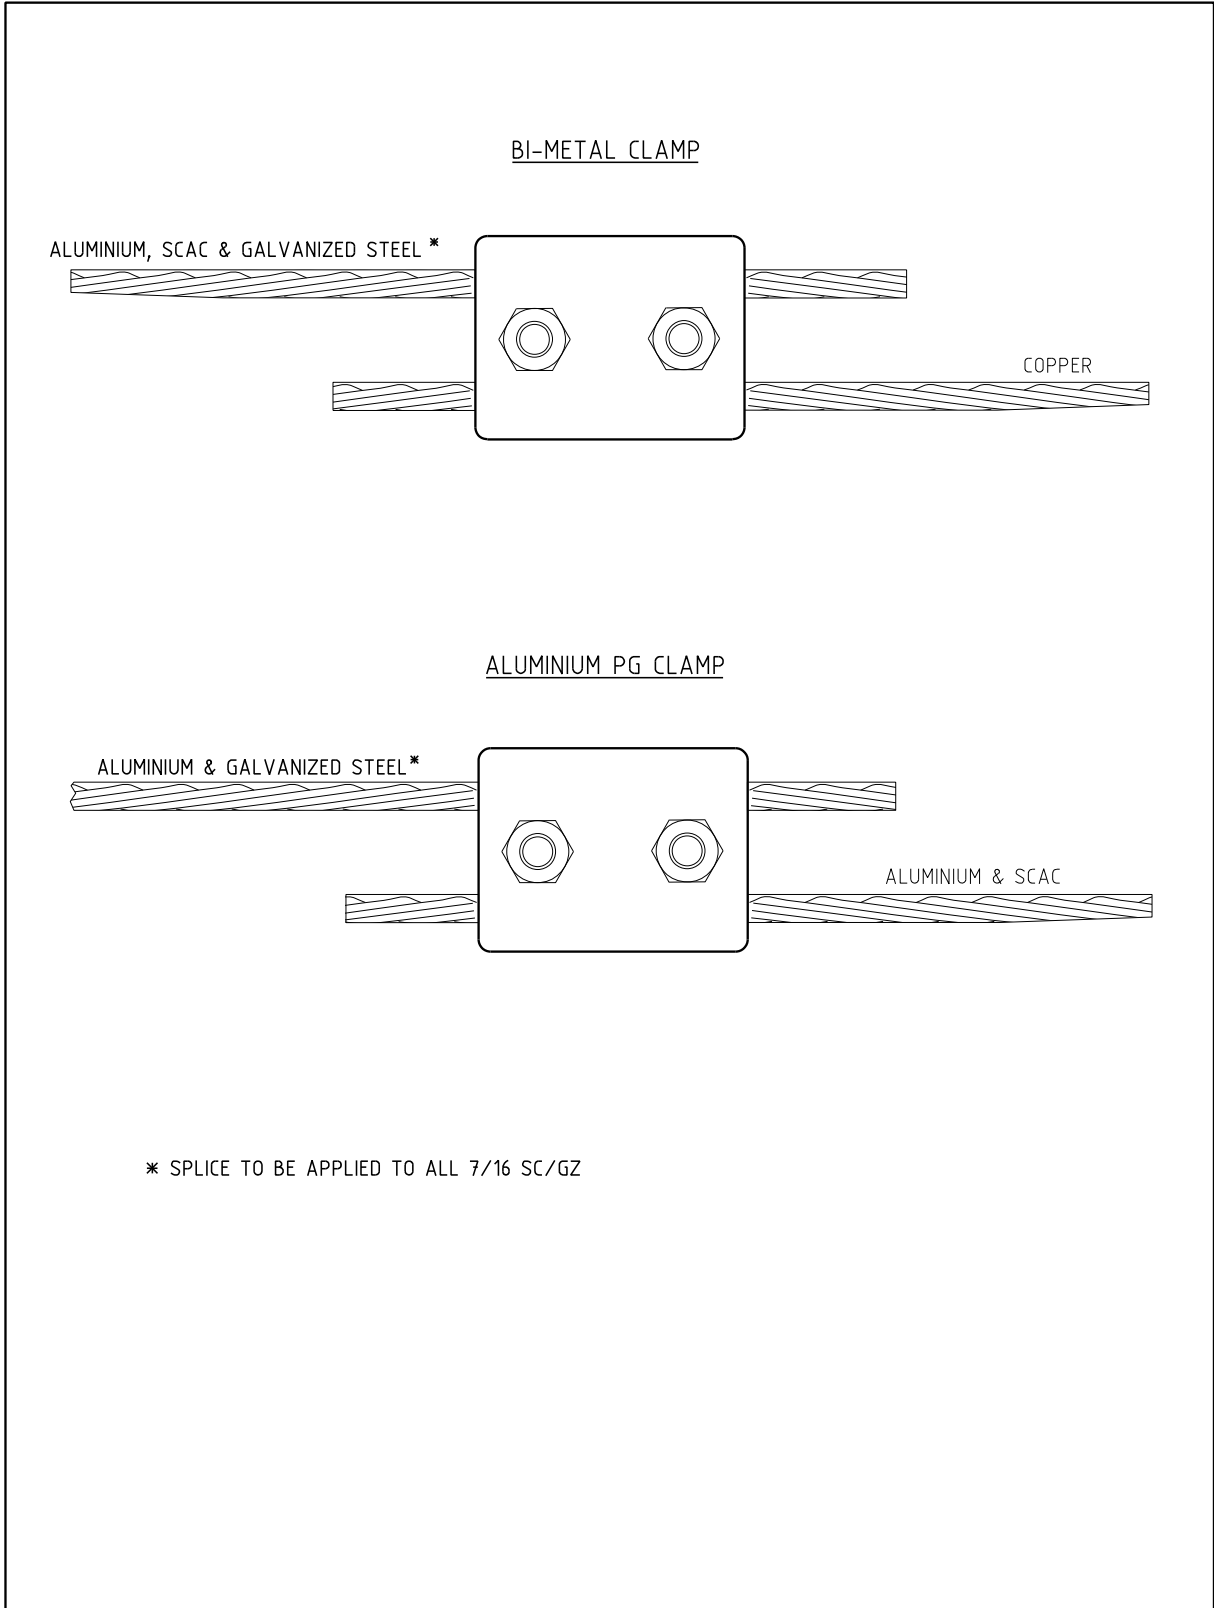 BI-METAL CLAMP
ALUMINIUM, SCAC & GALVANIZED STEEL *
COPPER
ALUMINIUM PG CLAMP
ALUMINIUM & GALVANIZED STEEL*
ALUMINIUM & SCAC
* SPLICE TO BE APPLIED TO ALL 7/16 SC/GZ